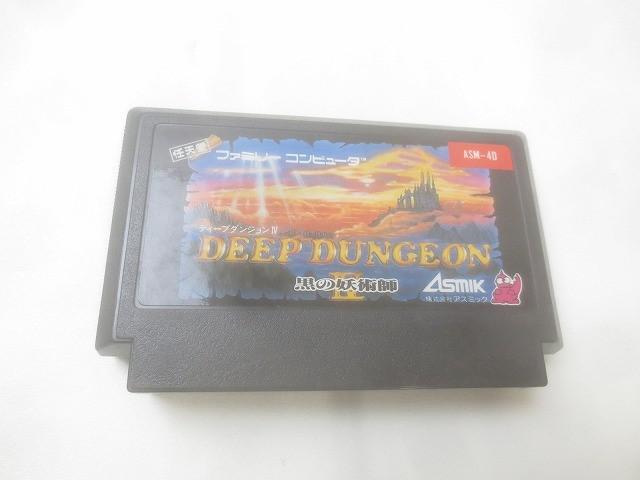 任天堂
ファミリー コンピュータ™
ASM-4D
ディープダンジョンIV
DEEP DUNGEON
IV
黒の妖術師
ASMIK
株式会社アスミック